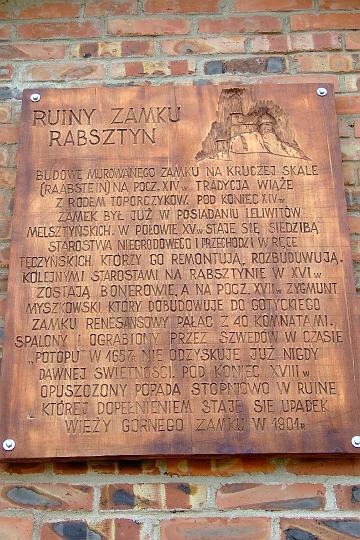 RUINY ZAMKU
RABSZTYN
BUDOWĘ MUROWANEGO ZAMKU NA KRUCZEJ SKALE
(RAABSTEIN) NA POCZ. XIV w. TRADYCJA WIĄŻE
Z RODEM TOPORCZYKÓW. POD KONIEC XIV w.
ZAMEK BYŁ JUŻ W POSIADANIU LELIWITÓW
MELSZTYŃSKICH. W POŁOWIE XV w. STAJE SIĘ SIEDZIBĄ
STAROSTWA NIEGRODOWEGO I PRZECHODZI W RĘCE
TĘCZYŃSKICH, KTÓRZY GO REMONTUJĄ, ROZBUDOWUJĄ.
KOLEJNYMI STAROSTAMI NA RABSZTYNIE W XVI w.
ZOSTAJĄ BONEROWIE, A NA POCZ. XVII w. ZYGMUNT
MYSZKOWSKI KTÓRY DOBUDOWUJE DO GOTYCKIEGO
ZAMKU RENESANSOWY PAŁAC Z 40 KOMNATAMI.
SPALONY I OGRABIONY PRZEZ SZWEDÓW W CZASIE
"POTOPU" W 1657r. NIE ODZYSKUJE JUŻ NIGDY
DAWNEJ ŚWIETNOŚCI. POD KONIEC XVIII w.
OPUSZCZONY POPADA STOPNIOWO W RUINĘ
KTÓREJ DOPEŁNIENIEM STAJE SIĘ UPADEK
WIEŻY GÓRNEGO ZAMKU W 1901r.